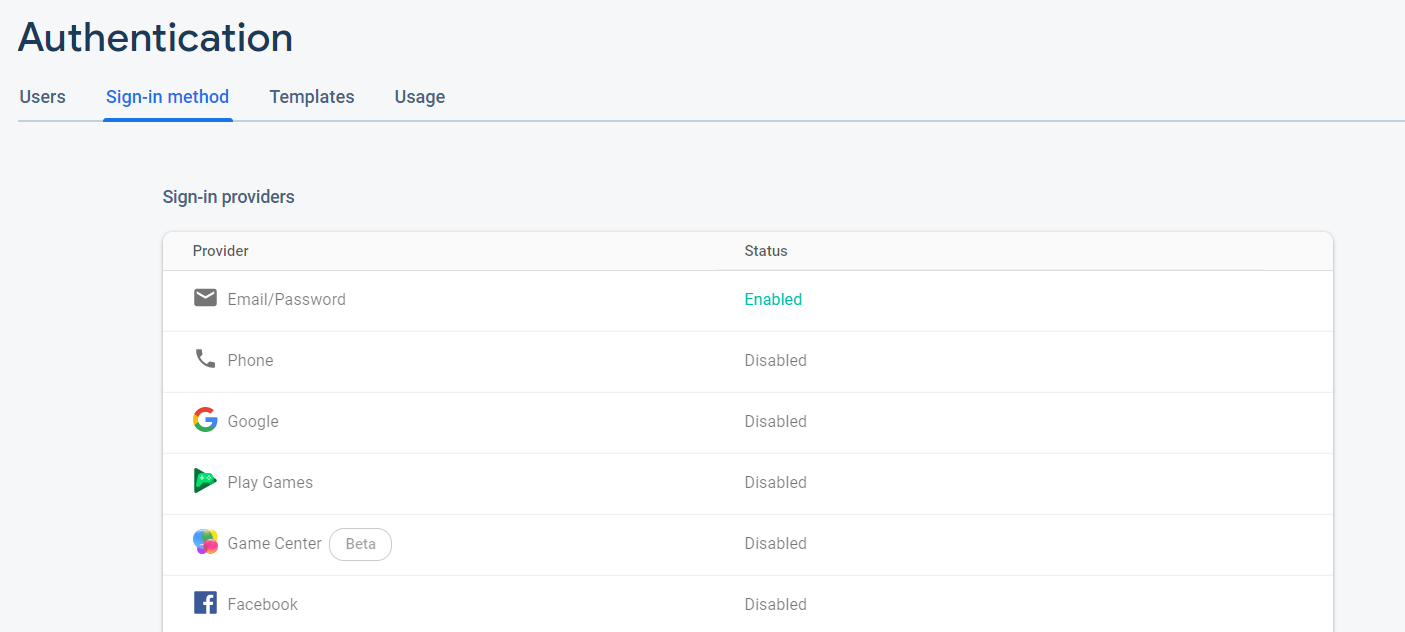 Authentication
Users Sign-in method Templates Usage
Sign-in providers
Provider Status
Email/Password Enabled
Phone Disabled
Google Disabled
Play Games Disabled
Game Center Beta Disabled
Facebook Disabled